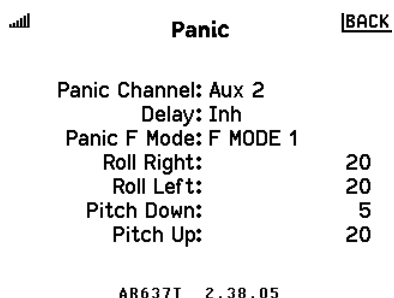 Panic
BACK
Panic Channel: Aux 2
Delay: Inh
Panic F Mode: F MODE 1
Roll Right: 20
Roll Left: 20
Pitch Down: 5
Pitch Up: 20
AR637T 2.38.05